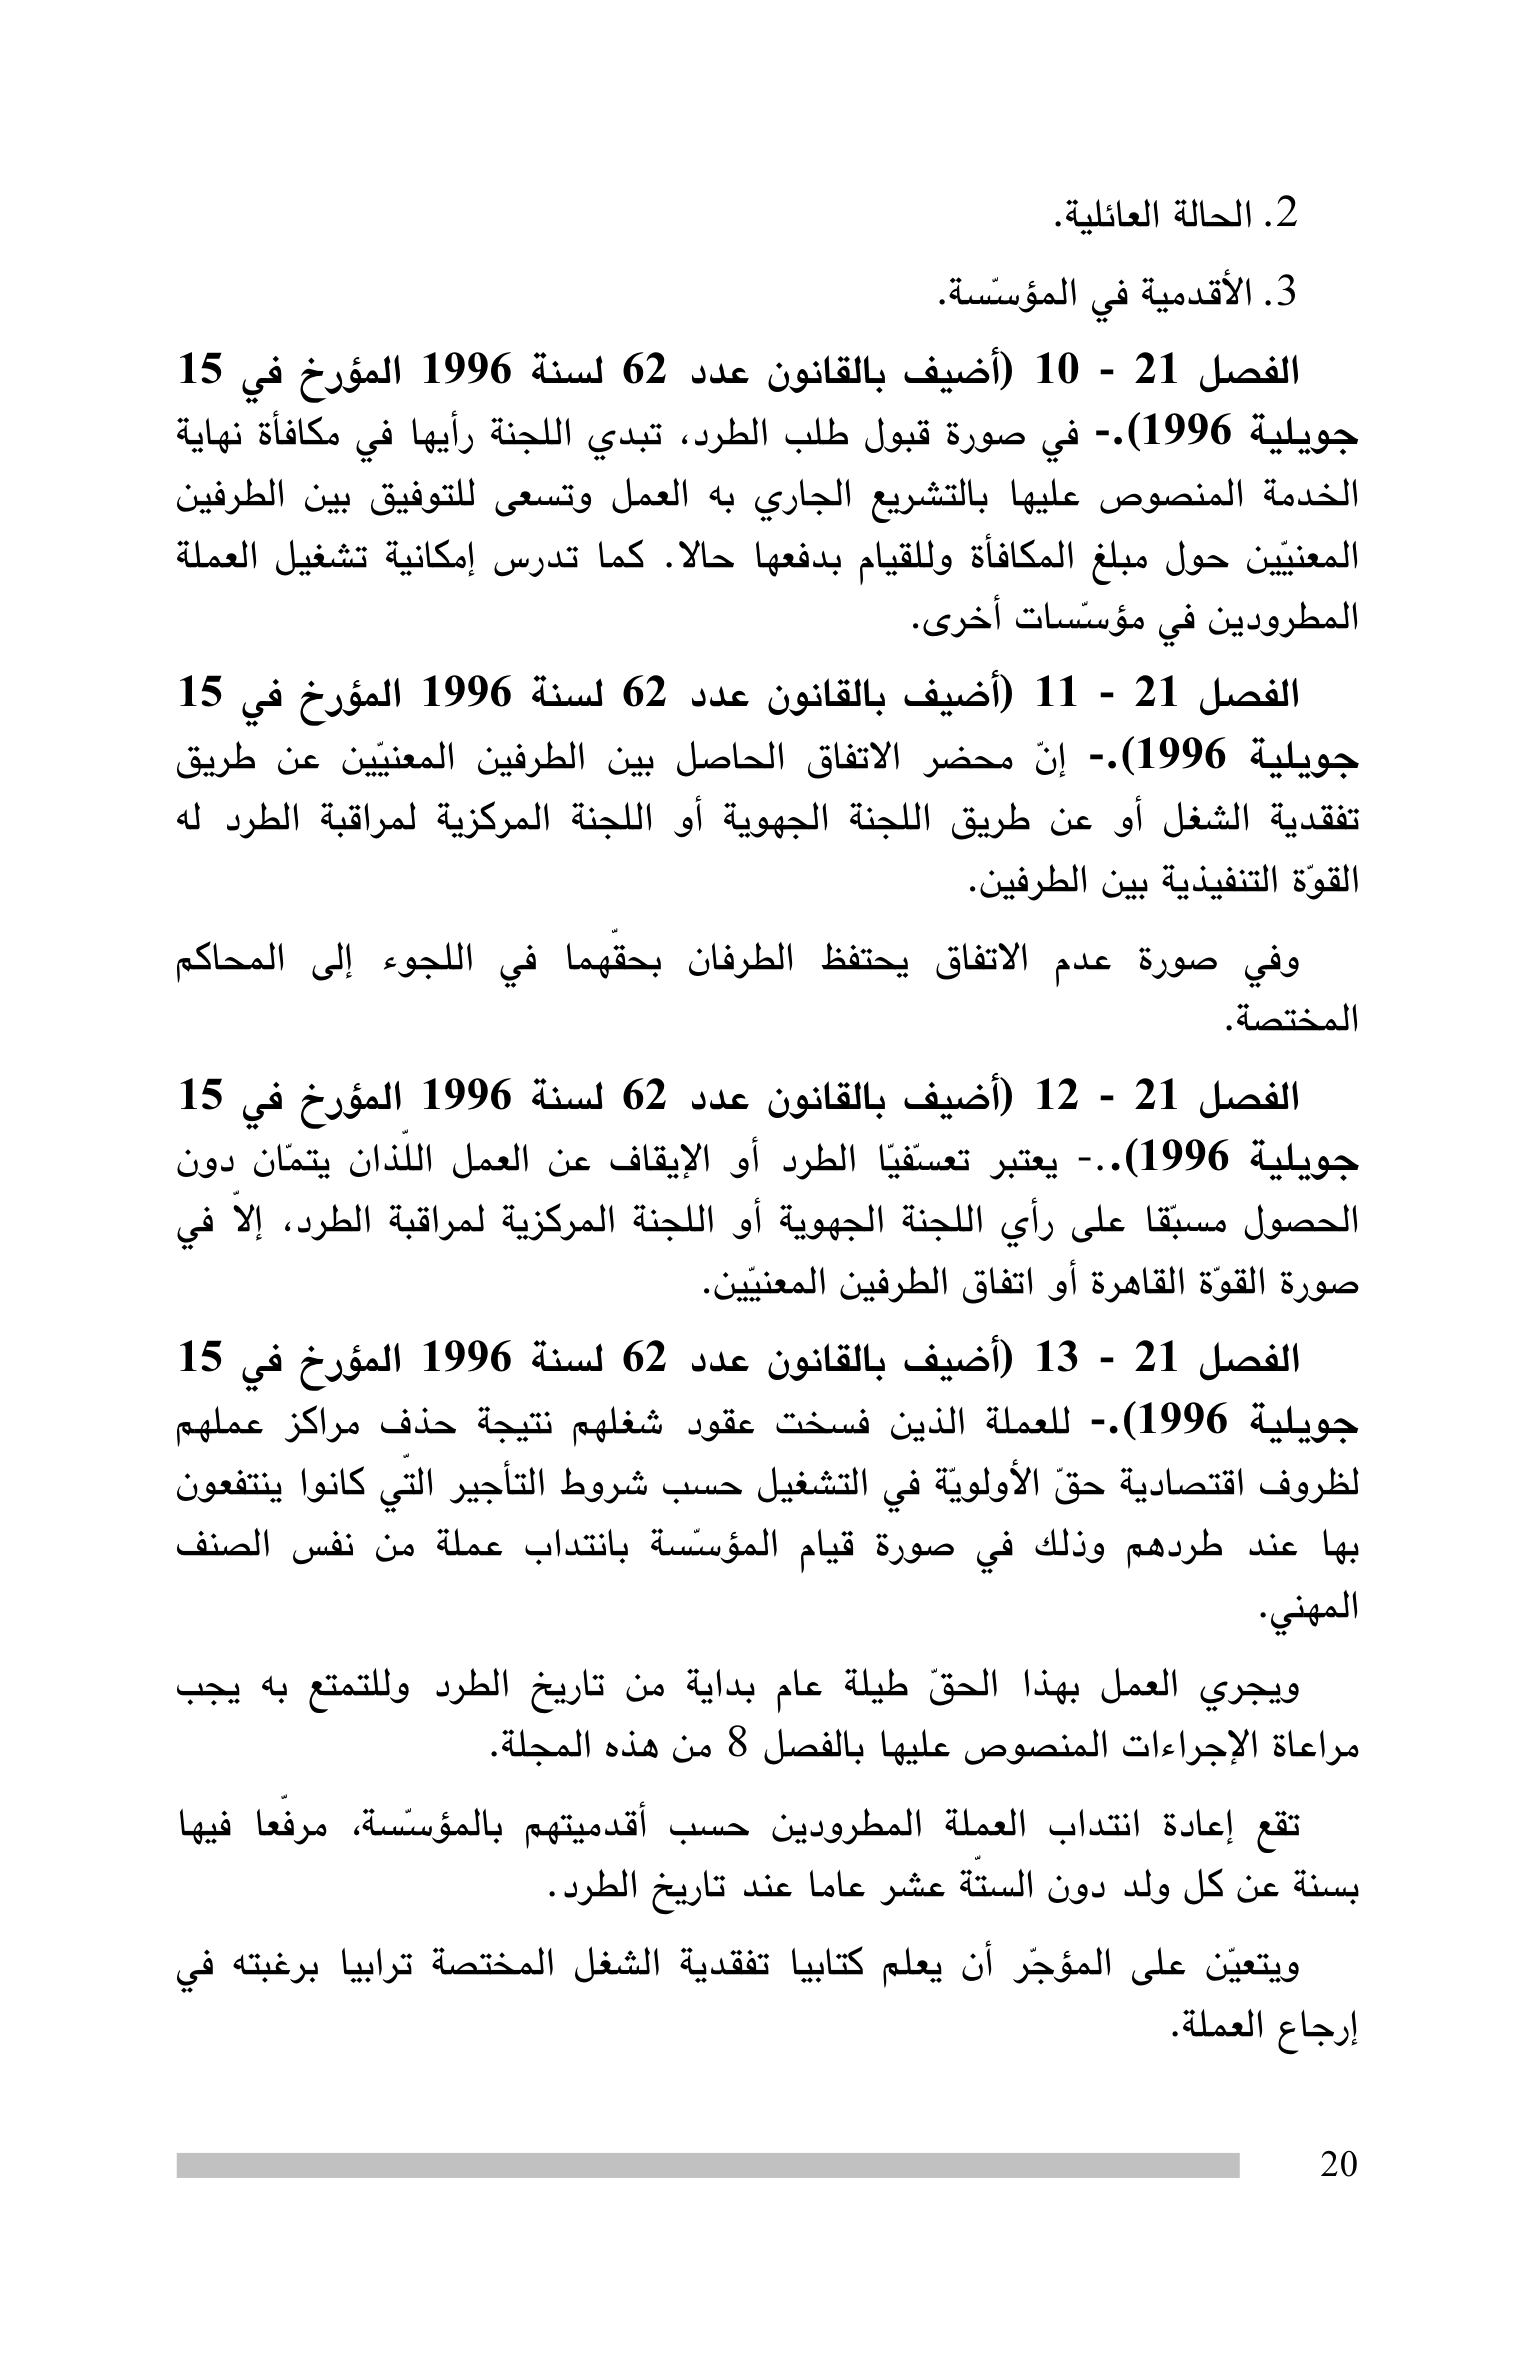 2. الحالة العائلية.
3. الأقدمية في المؤسّسة.
الفصل 21 - 10 (أضيف بالقانون عدد 62 لسنة 1996 المؤرخ في 15
جويلية 1996).- في صورة قبول طلب الطرد، تبدي اللجنة رأيها في مكافأة نهاية
الخدمة المنصوص عليها بالتشريع الجاري به العمل وتسعى للتوفيق بين الطرفين
المعنيّين حول مبلغ المكافأة وللقيام بدفعها حالا. كما تدرس إمكانية تشغيل العملة
المطرودين في مؤسّسات أخرى.
الفصل 21 - 11 (أضيف بالقانون عدد 62 لسنة 1996 المؤرخ في 15
جويلية 1996).- إنّ محضر الاتفاق الحاصل بين الطرفين المعنيّين عن طريق
تفقدية الشغل أو عن طريق اللجنة الجهوية أو اللجنة المركزية لمراقبة الطرد له
القوّة التنفيذية بين الطرفين.
وفي صورة عدم الاتفاق يحتفظ الطرفان بحقّهما في اللجوء إلى المحاكم
المختصة.
الفصل 21 - 12 (أضيف بالقانون عدد 62 لسنة 1996 المؤرخ في 15
جويلية 1996)..- يعتبر تعسّفيّا الطرد أو الإيقاف عن العمل اللّذان يتمّان دون
الحصول مسبّقا على رأي اللجنة الجهوية أو اللجنة المركزية لمراقبة الطرد، إلاّ في
صورة القوّة القاهرة أو اتفاق الطرفين المعنيّين.
الفصل 21 - 13 (أضيف بالقانون عدد 62 لسنة 1996 المؤرخ في 15
جويلية 1996).- للعملة الذين فسخت عقود شغلهم نتيجة حذف مراكز عملهم
لظروف اقتصادية حقّ الأولويّة في التشغيل حسب شروط التأجير التّي كانوا ينتفعون
بها عند طردهم وذلك في صورة قيام المؤسّسة بانتداب عملة من نفس الصنف
المهني.
ويجري العمل بهذا الحقّ طيلة عام بداية من تاريخ الطرد وللتمتع به يجب
مراعاة الإجراءات المنصوص عليها بالفصل 8 من هذه المجلة.
تقع إعادة انتداب العملة المطرودين حسب أقدميتهم بالمؤسّسة، مرفّعا فيها
بسنة عن كل ولد دون الستّة عشر عاما عند تاريخ الطرد.
ويتعيّن على المؤجّر أن يعلم كتابيا تفقدية الشغل المختصة ترابيا برغبته في
إرجاع العملة.
20